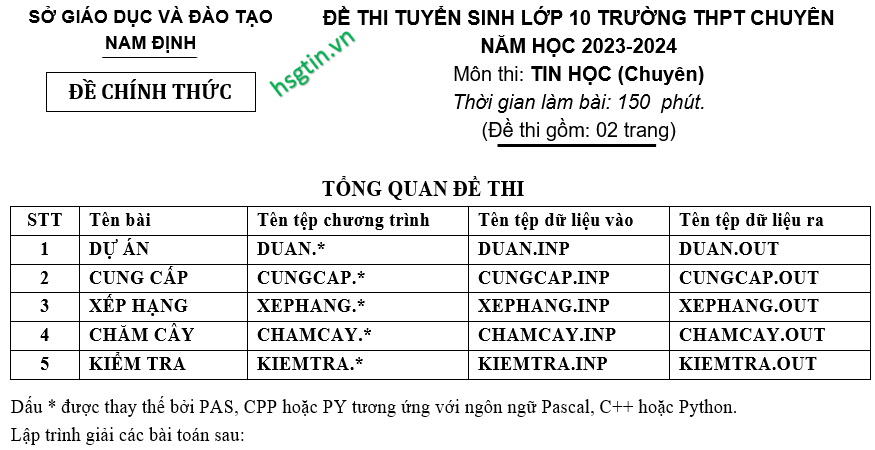 SỞ GIÁO DỤC VÀ ĐÀO TẠO
NAM ĐỊNH
ĐỀ CHÍNH THỨC
hsgtin.vn
ĐỀ THI TUYỂN SINH LỚP 10 TRƯỜNG THPT CHUYÊN
NĂM HỌC 2023-2024
Môn thi: TIN HỌC (Chuyên)
Thời gian làm bài: 150 phút.
(Đề thi gồm: 02 trang)
TỔNG QUAN ĐỀ THI
STT Tên bài Tên tệp chương trình Tên tệp dữ liệu vào Tên tệp dữ liệu ra
1 DỰ ÁN DUAN.* DUAN.INP DUAN.OUT
2 CUNG CẤP CUNGCAP.* CUNGCAP.INP CUNGCAP.OUT
3 XẾP HẠNG XEPHANG.* XEPHANG.INP XEPHANG.OUT
4 CHĂM CÂY CHAMCAY.* CHAMCAY.INP CHAMCAY.OUT
5 KIỂM TRA KIEMTRA.* KIEMTRA.INP KIEMTRA.OUT
Dấu * được thay thế bởi PAS, CPP hoặc PY tương ứng với ngôn ngữ Pascal, C++ hoặc Python.
Lập trình giải các bài toán sau: